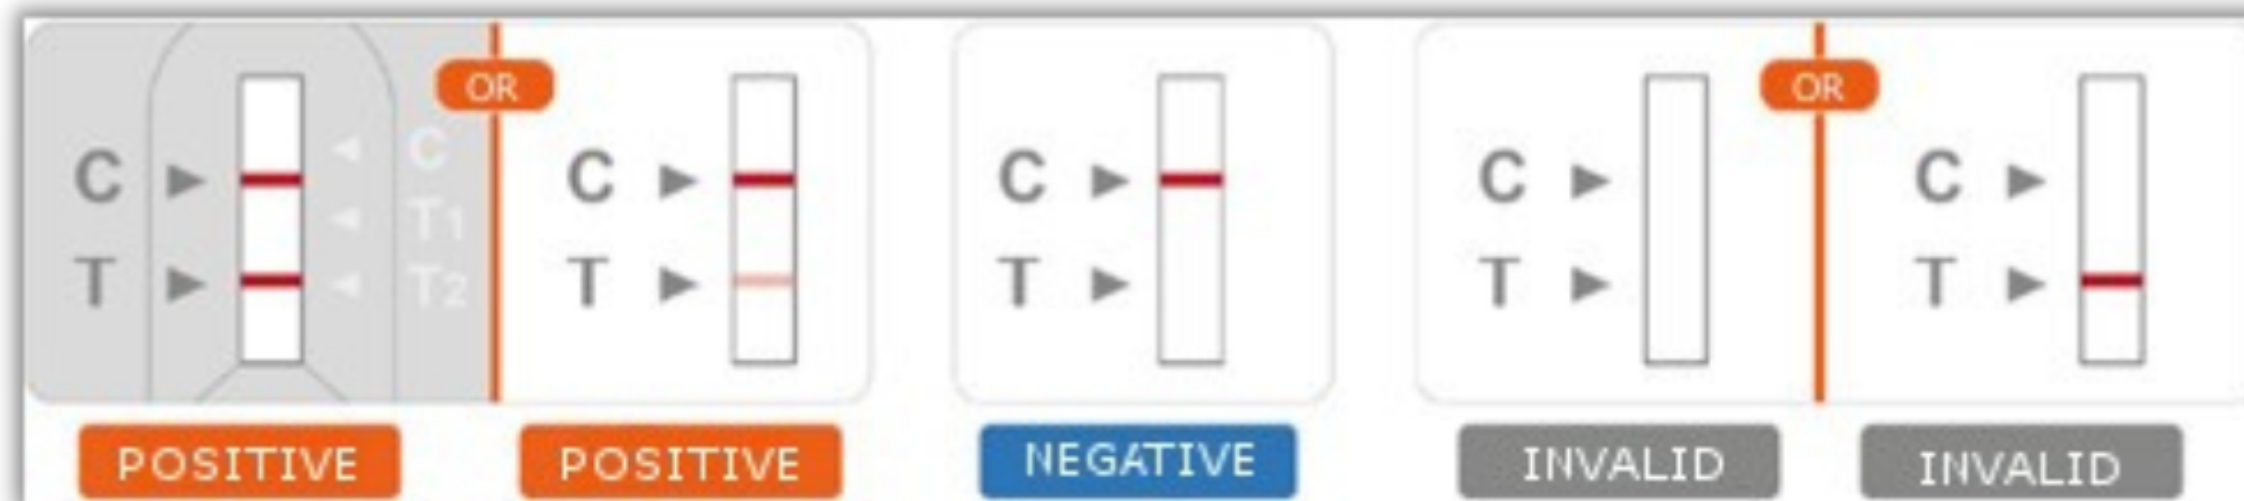 OR OR
C C C C C C
T T1 T T T T
T2
POSITIVE POSITIVE NEGATIVE INVALID INVALID